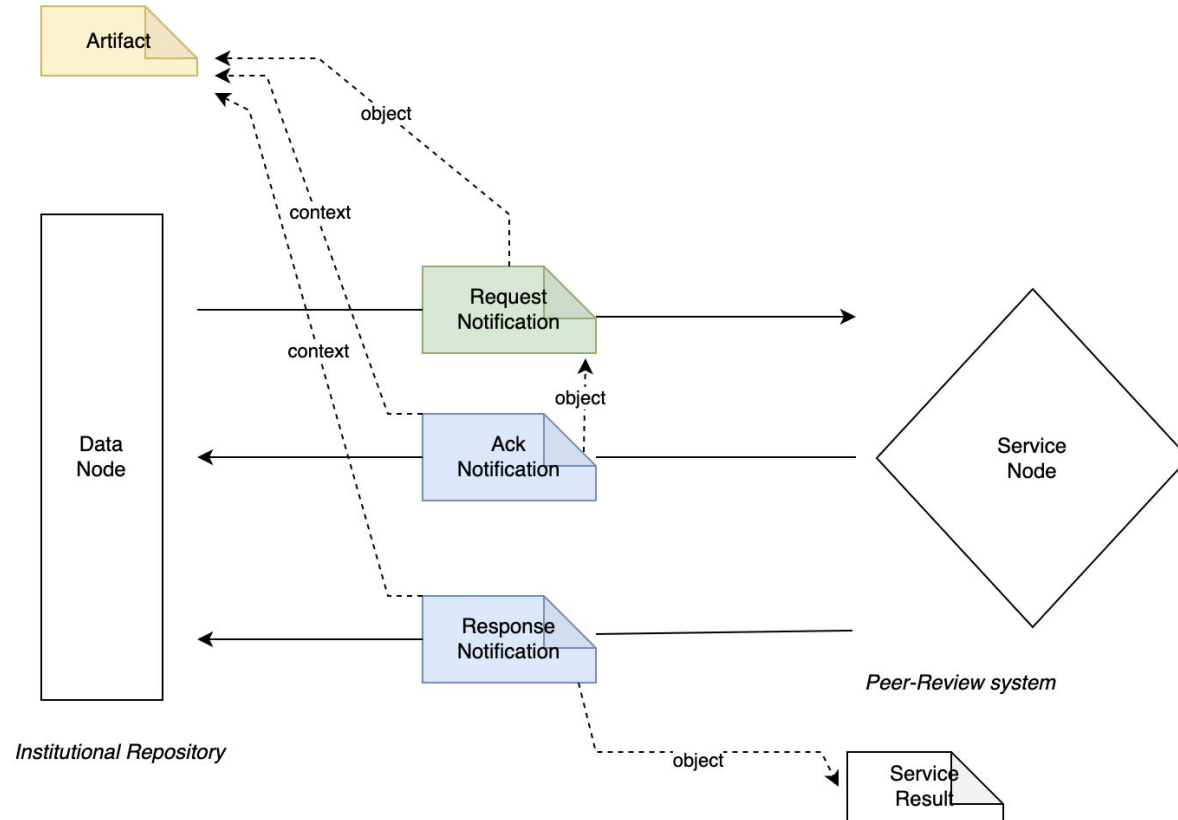 Artifact
object
context
Request
Notification
context
object
Data
Node
Ack
Notification
Service
Node
Response
Notification
Peer-Review system
Institutional Repository
object
Service
Result